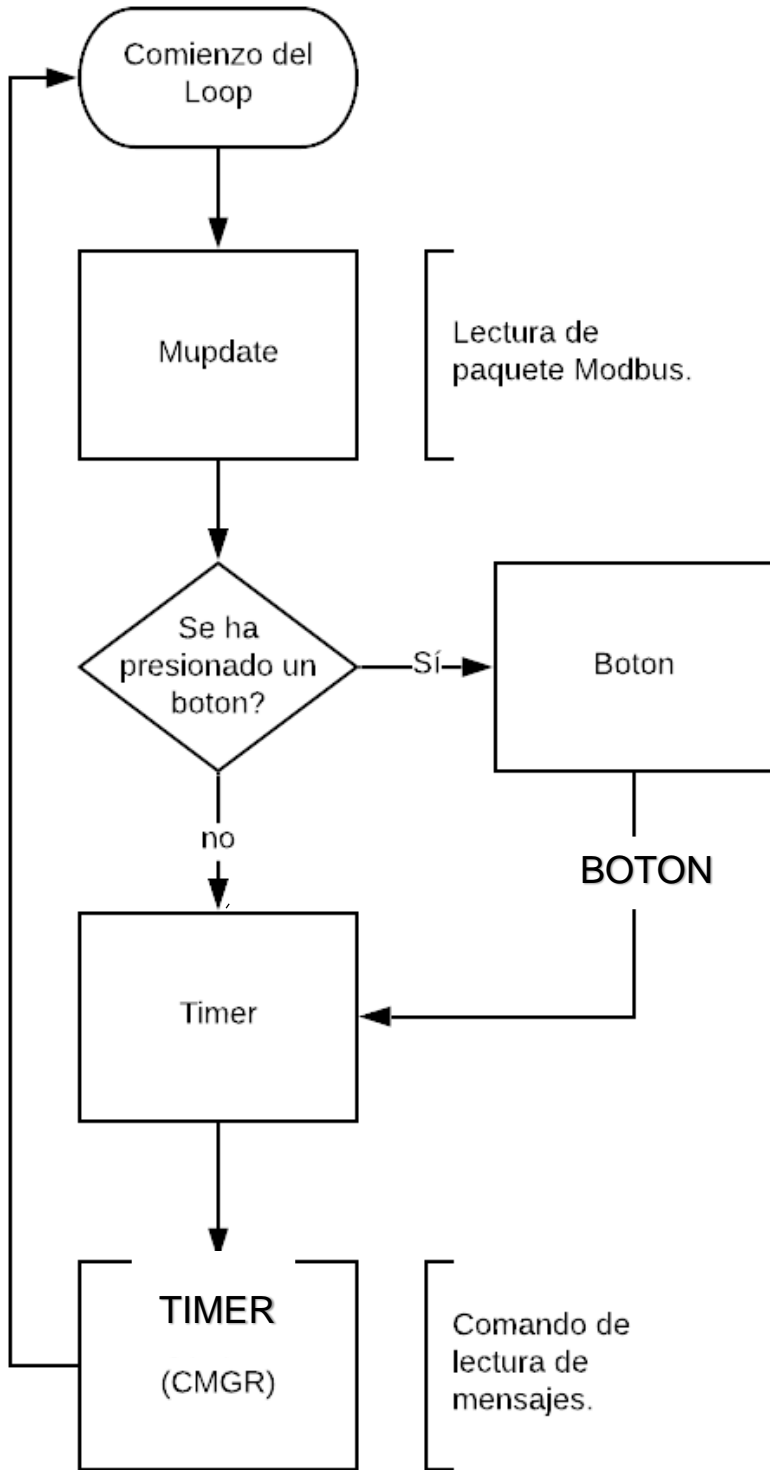 Comienzo del
Loop
Mupdate
Lectura de
paquete Modbus.
Se ha
presionado un
boton?
Sí
Boton
no
BOTON
Timer
TIMER
(CMGR)
Comando de
lectura de
mensajes.